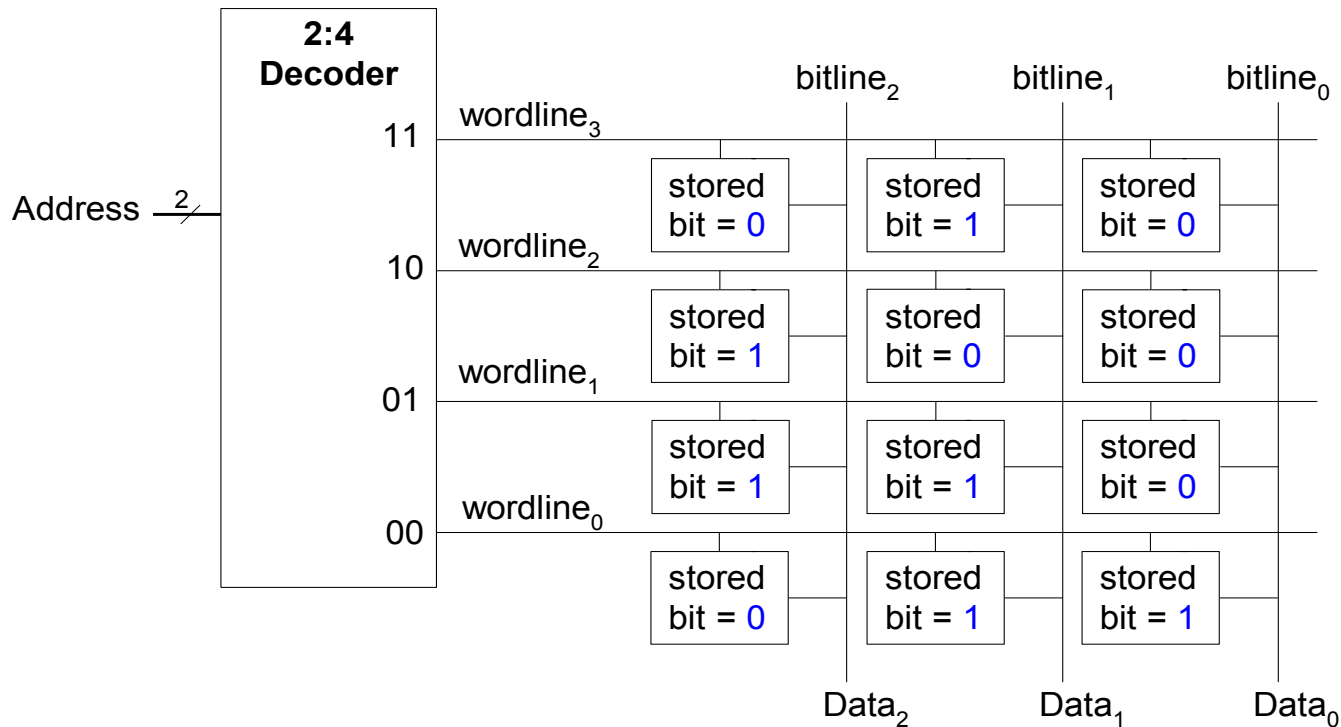 2:4
Decoder
bitline₂ bitline₁ bitline₀
wordline₃
11
stored stored stored
bit = 0 bit = 1 bit = 0
Address 2
wordline₂
10
stored stored stored
bit = 1 bit = 0 bit = 0
wordline₁
01
stored stored stored
bit = 1 bit = 1 bit = 0
wordline₀
00
stored stored stored
bit = 0 bit = 1 bit = 1
Data₂ Data₁ Data₀